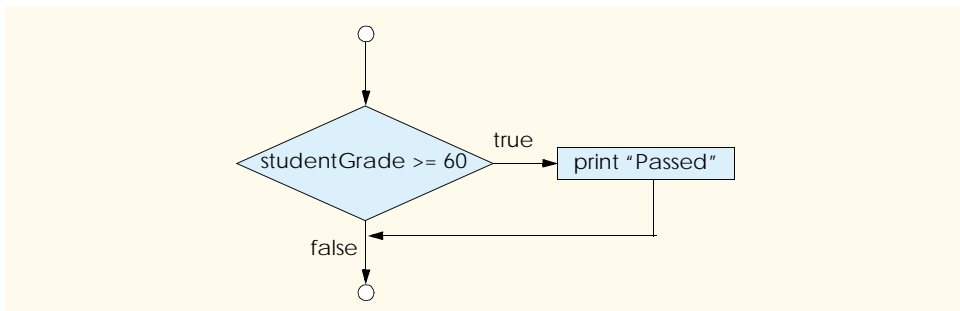 true
studentGrade >= 60
print “Passed”
false